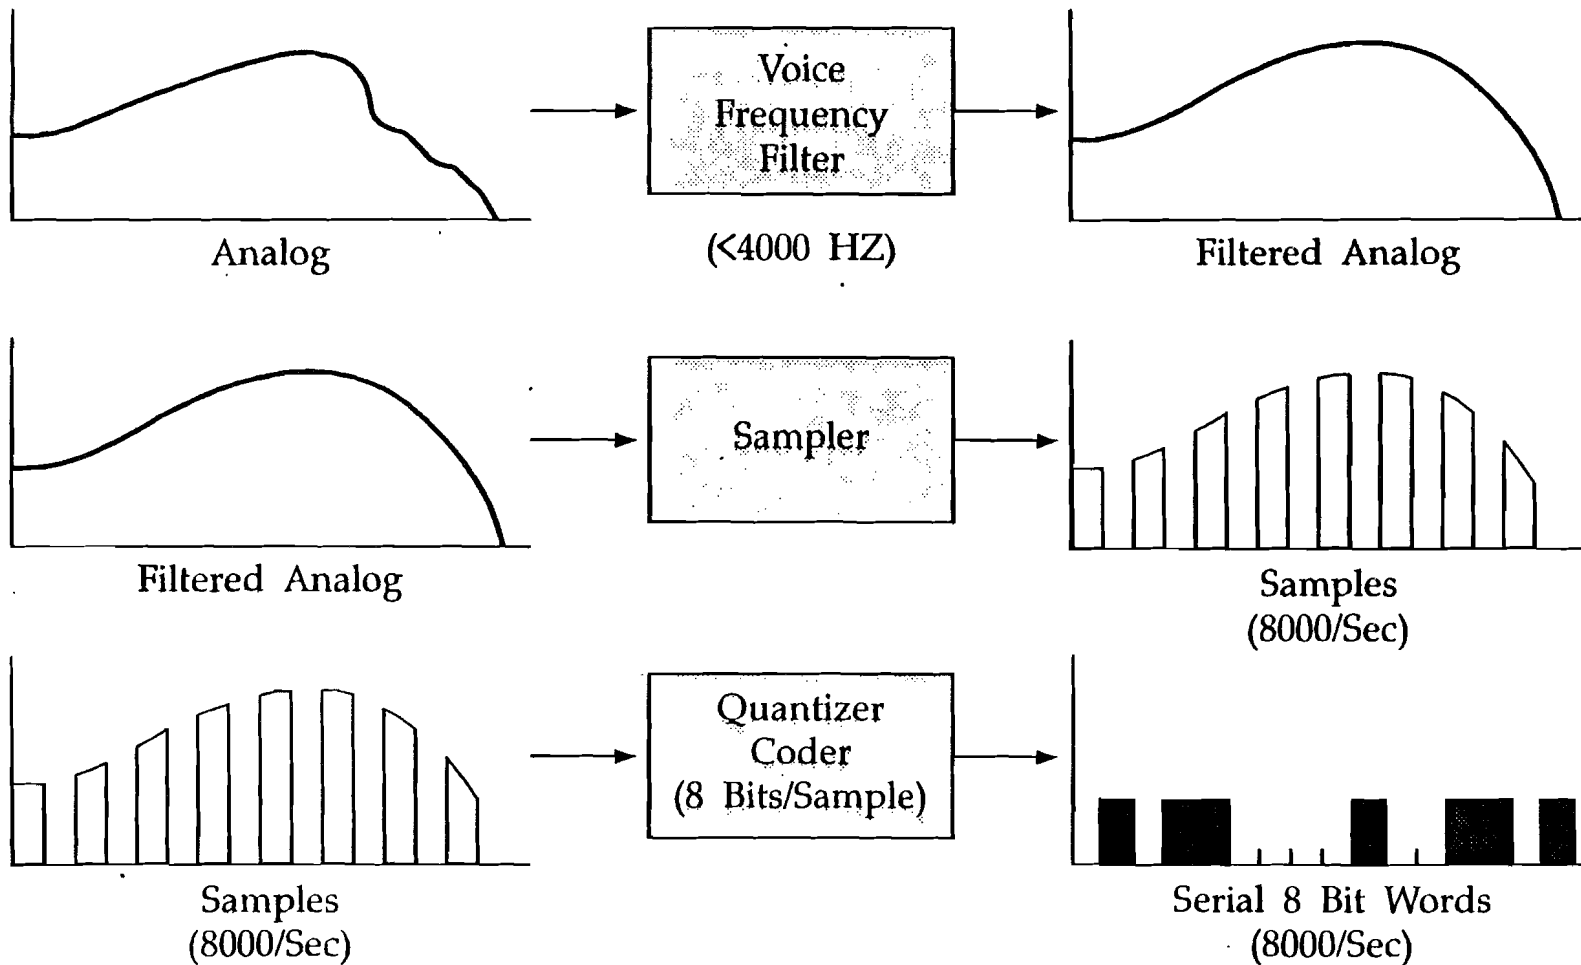 Voice
Frequency
Filter
Analog
(<4000 HZ)
Filtered Analog
Sampler
Filtered Analog
Samples
(8000/Sec)
Quantizer
Coder
(8 Bits/Sample)
Samples
(8000/Sec)
Serial 8 Bit Words
(8000/Sec)